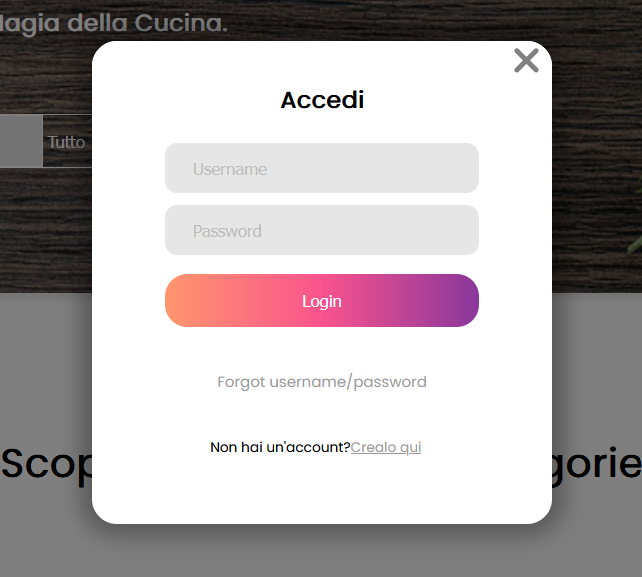 agia della Cucina.
Accedi
Tutto
Username
Password
Login
Forgot username/password
Non hai un'account?Crealo qui
Scop
gorie